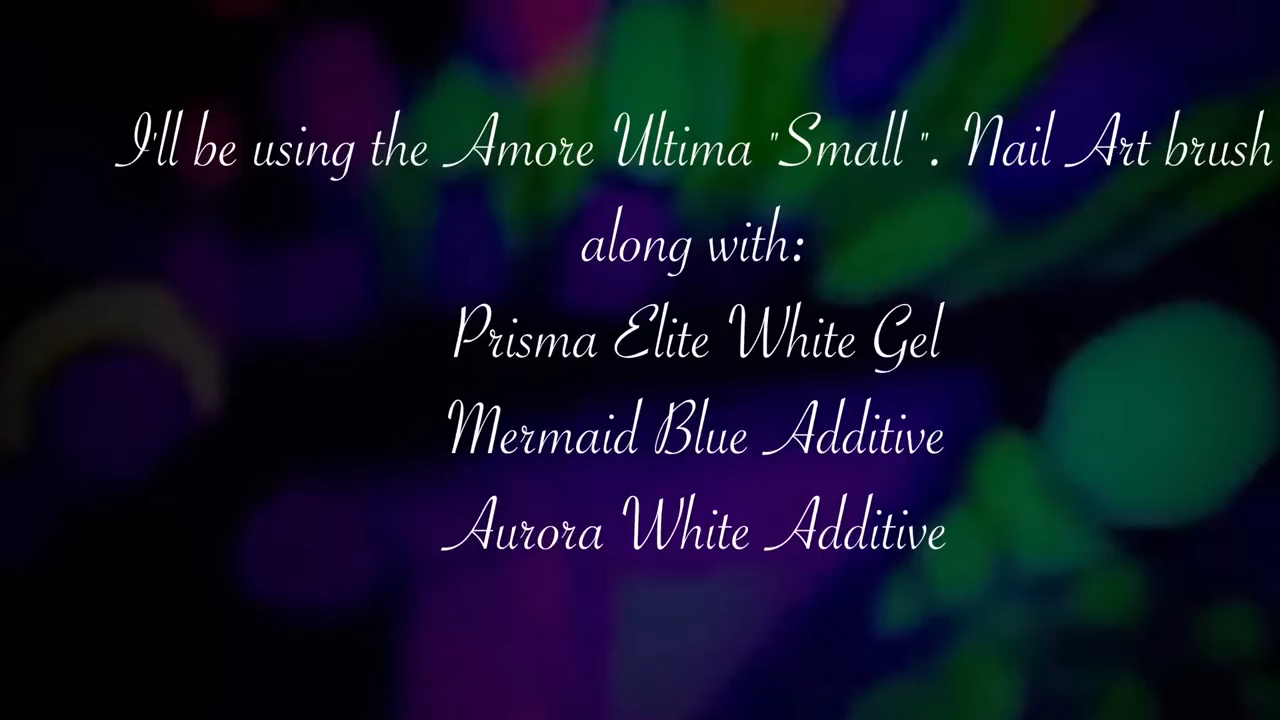 I'll be using the Amore Ultima "Small ". Nail Art brush
along with:
Prisma Elite White Gel
Mermaid Blue Additive
Aurora White Additive